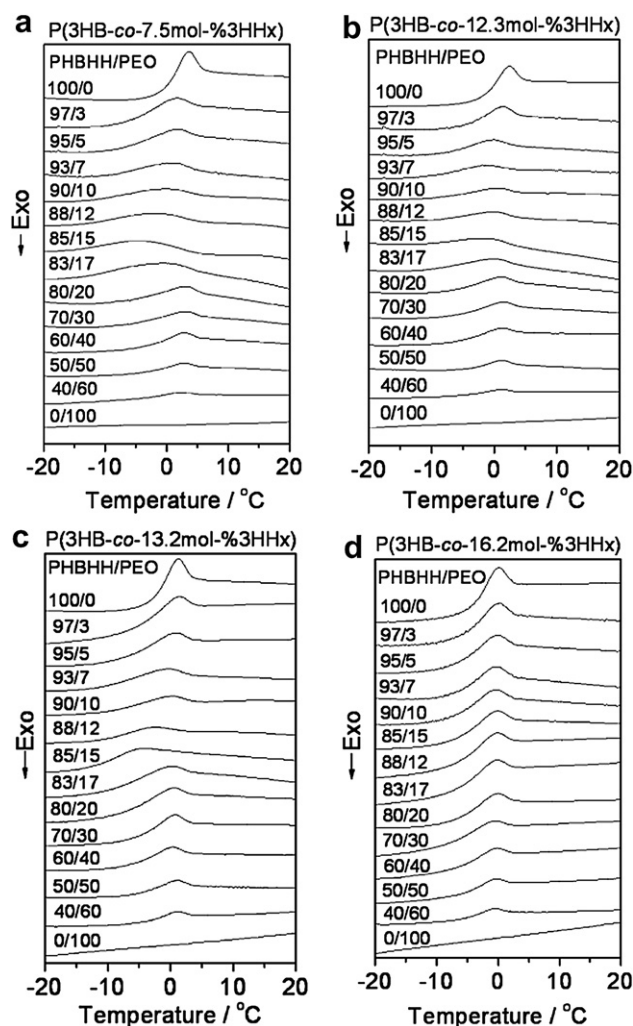 a
P(3HB-co-7.5mol-%3HHx)
PHBHH/PEO
100/0
97/3
95/5
93/7
90/10
88/12
85/15
83/17
80/20
70/30
60/40
50/50
40/60
0/100
←Exo
-20 -10 0 10 20
Temperature / °C
b
P(3HB-co-12.3mol-%3HHx)
PHBHH/PEO
100/0
97/3
95/5
93/7
90/10
88/12
85/15
83/17
80/20
70/30
60/40
50/50
40/60
0/100
←Exo
-20 -10 0 10 20
Temperature / °C
c
P(3HB-co-13.2mol-%3HHx)
PHBHH/PEO
100/0
97/3
95/5
93/7
90/10
88/12
85/15
83/17
80/20
70/30
60/40
50/50
40/60
0/100
←Exo
-20 -10 0 10 20
Temperature / °C
d
P(3HB-co-16.2mol-%3HHx)
PHBHH/PEO
100/0
97/3
95/5
93/7
90/10
85/15
88/12
83/17
80/20
70/30
60/40
50/50
40/60
0/100
←Exo
-20 -10 0 10 20
Temperature / °C